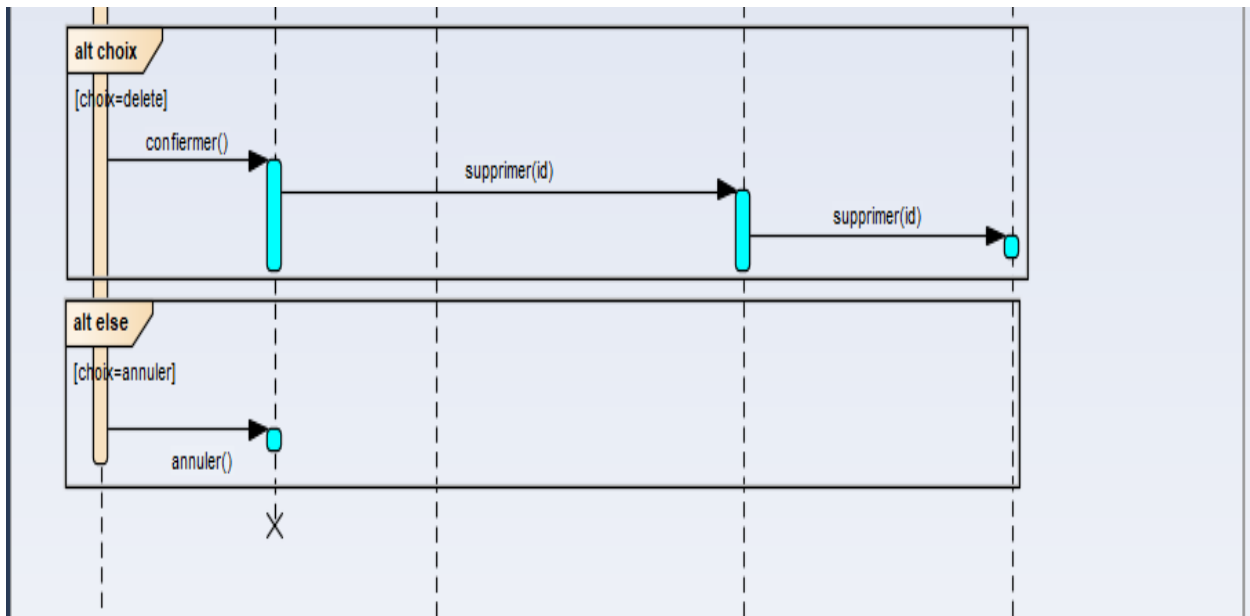 alt choix
[choix=delete]
confiermer()
supprimer(id)
supprimer(id)
alt else
[choix=annuler]
annuler()